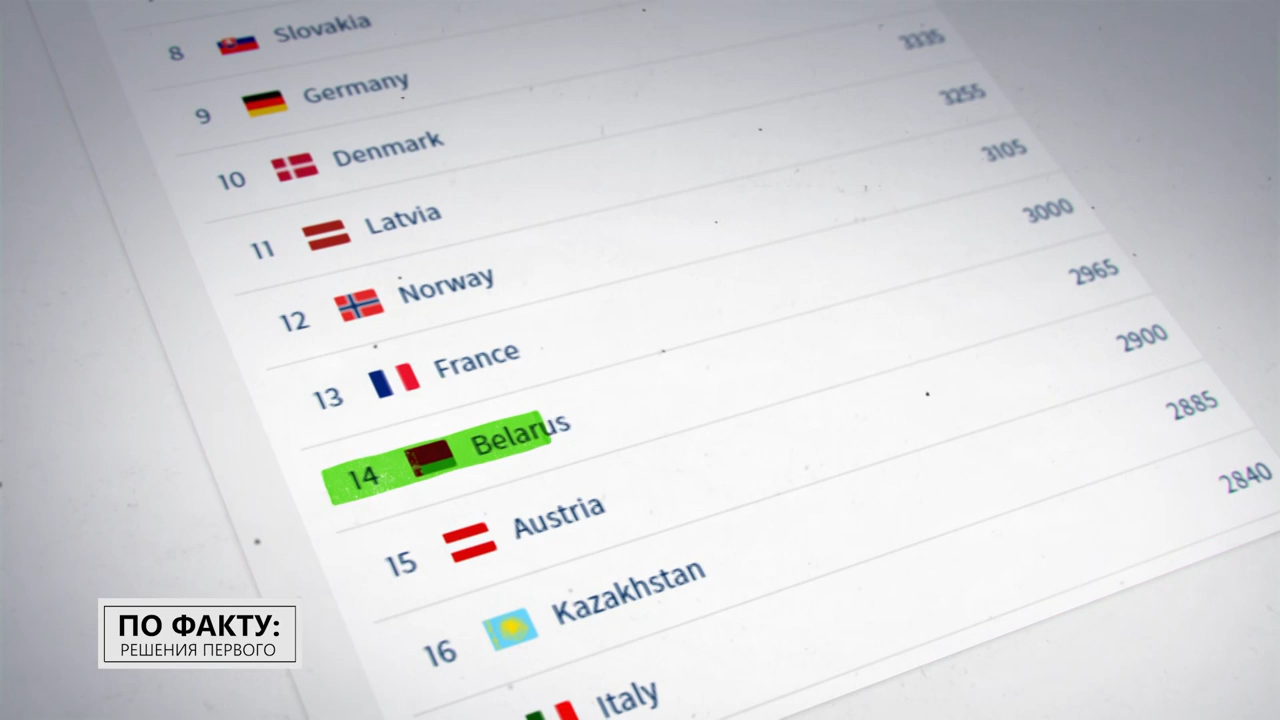 8 Slovakia
9 Germany
10 Denmark 3335
11 Latvia 3255
12 Norway 3105
13 France 3000
14 Belarus 2965
15 Austria 2900
16 Kazakhstan 2885
Italy 2840
ПО ФАКТУ:
РЕШЕНИЯ ПЕРВОГО